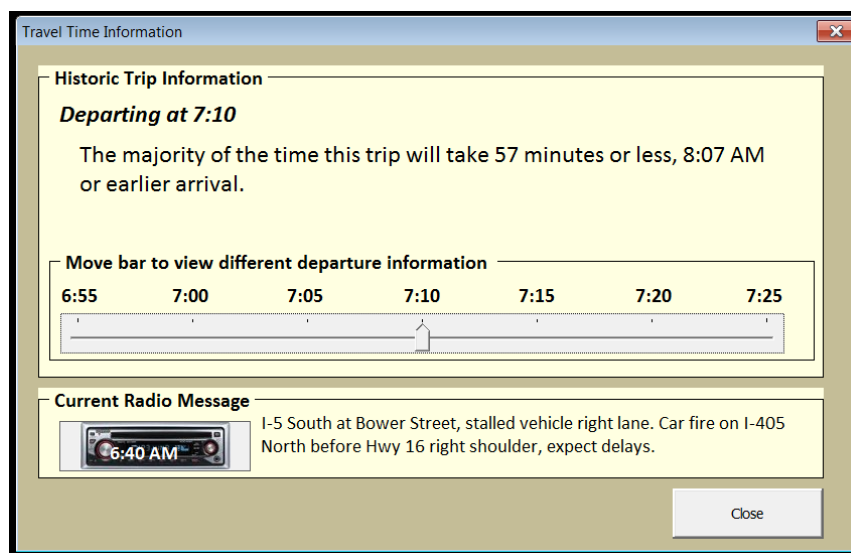 Travel Time Information
Historic Trip Information
Departing at 7:10
The majority of the time this trip will take 57 minutes or less, 8:07 AM
or earlier arrival.
Move bar to view different departure information
6:55 7:00 7:05 7:10 7:15 7:20 7:25
Current Radio Message
6:40 AM
I-5 South at Bower Street, stalled vehicle right lane. Car fire on I-405
North before Hwy 16 right shoulder, expect delays.
Close